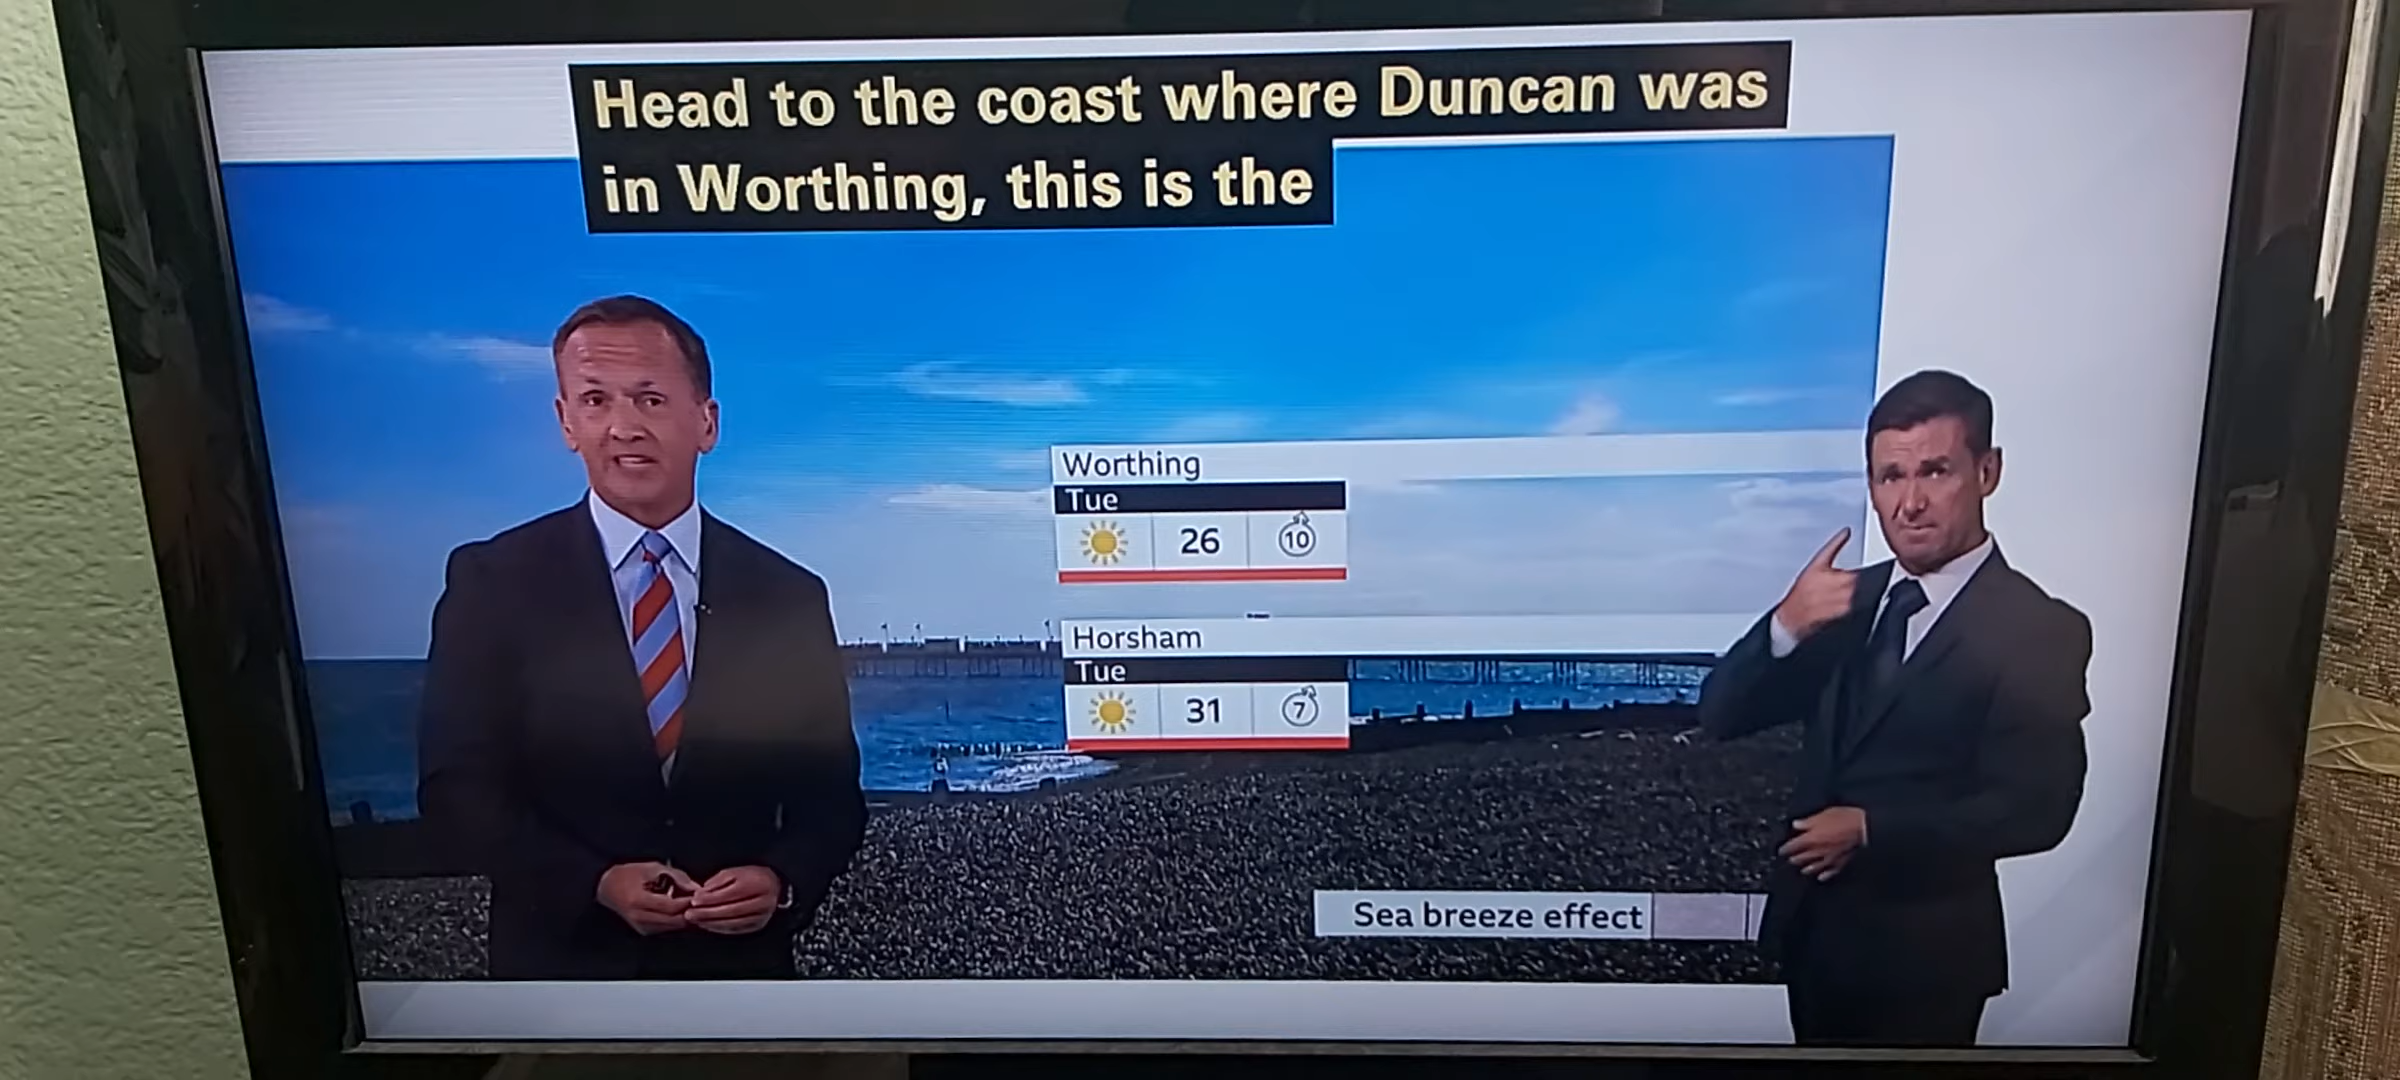 Head to the coast where Duncan was
in Worthing, this is the
Worthing
Tue
26 10
Horsham
Tue
31 7
Sea breeze effect